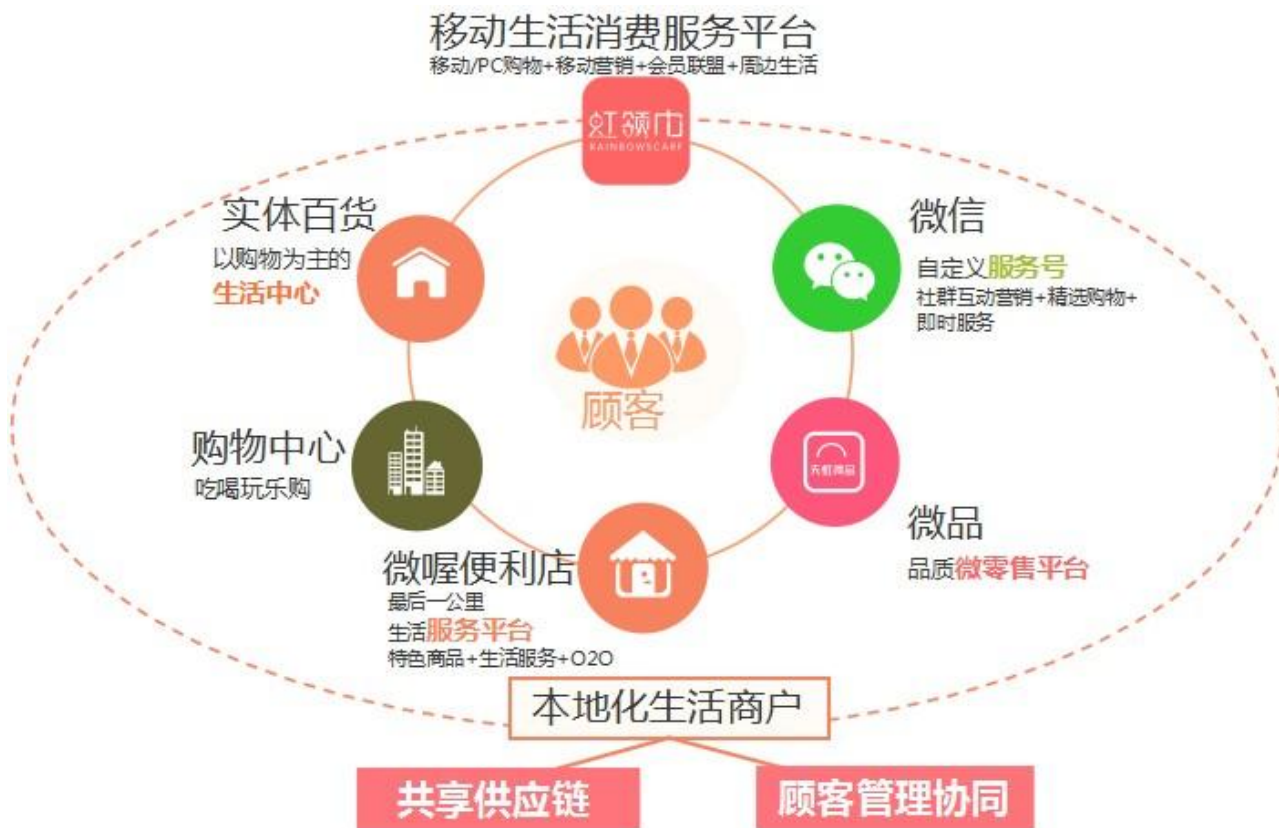 移动生活消费服务平台
移动/PC购物+移动营销+会员联盟+周边生活
虹领巾
RAINBOWSCARF
实体百货
以购物为主的
生活中心
微信
自定义服务号
社群互动营销+精选购物+
即时服务
顾客
购物中心
吃喝玩乐购
天虹微品
微品
品质微零售平台
微喔便利店
最后一公里
生活服务平台
特色商品+生活服务+O2O
本地化生活商户
共享供应链
顾客管理协同